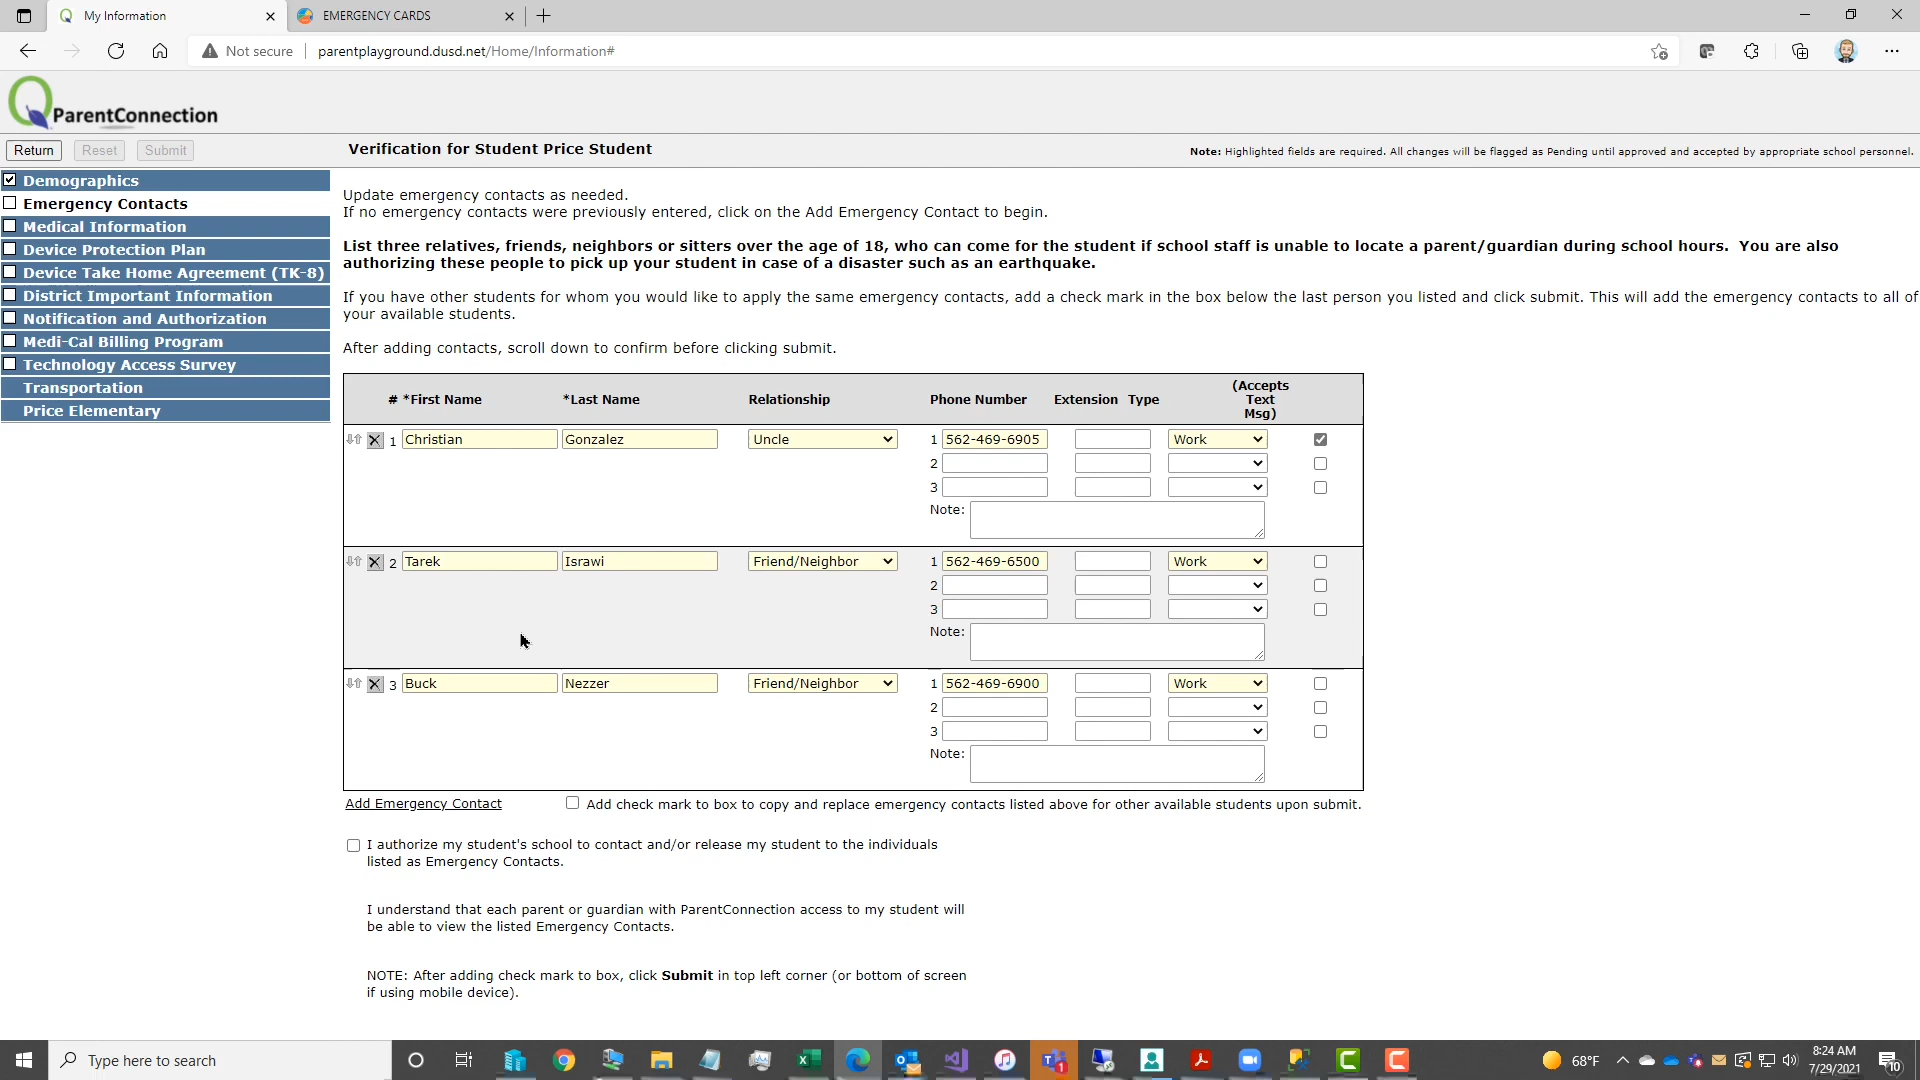 My Information
EMERGENCY CARDS
Not secure
parentplayground.dusd.net/Home/Information#
ParentConnection
Return Reset Submit
Verification for Student Price Student
Note: Highlighted fields are required. All changes will be flagged as Pending until approved and accepted by appropriate school personnel.
Demographics
Emergency Contacts
Medical Information
Device Protection Plan
Device Take Home Agreement (TK-8)
District Important Information
Notification and Authorization
Medi-Cal Billing Program
Technology Access Survey
Transportation
Price Elementary
Update emergency contacts as needed.
If no emergency contacts were previously entered, click on the Add Emergency Contact to begin.
List three relatives, friends, neighbors or sitters over the age of 18, who can come for the student if school staff is unable to locate a parent/guardian during school hours. You are also
authorizing these people to pick up your student in case of a disaster such as an earthquake.
If you have other students for whom you would like to apply the same emergency contacts, add a check mark in the box below the last person you listed and click submit. This will add the emergency contacts to all of
your available students.
After adding contacts, scroll down to confirm before clicking submit.
# *First Name *Last Name Relationship Phone Number Extension Type (Accepts
Text
Msg)
1 Christian Gonzalez Uncle 1 562-469-6905 Work
2
3
Note:
2 Tarek Israwi Friend/Neighbor 1 562-469-6500 Work
2
3
Note:
3 Buck Nezzer Friend/Neighbor 1 562-469-6900 Work
2
3
Note:
Add Emergency Contact Add check mark to box to copy and replace emergency contacts listed above for other available students upon submit.
I authorize my student's school to contact and/or release my student to the individuals
listed as Emergency Contacts.
I understand that each parent or guardian with ParentConnection access to my student will
be able to view the listed Emergency Contacts.
NOTE: After adding check mark to box, click Submit in top left corner (or bottom of screen
if using mobile device).
Type here to search
68°F
8:24 AM
7/29/2021
10